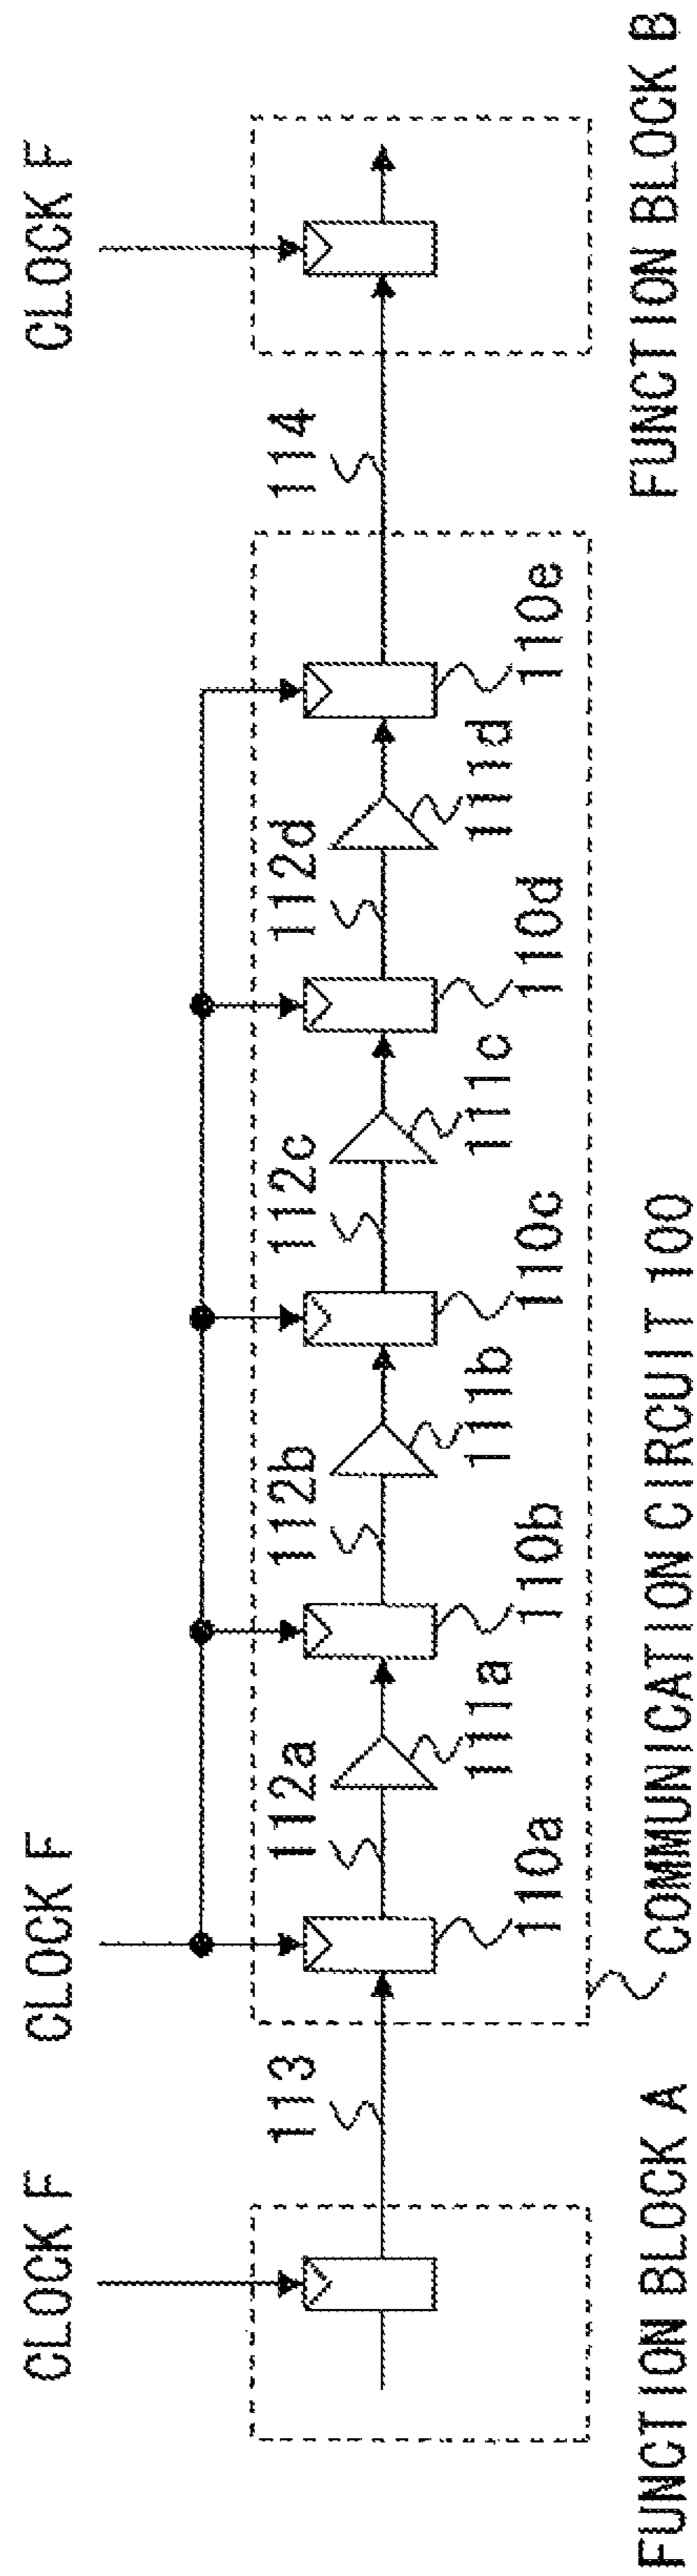 CLOCK F
CLOCK F
CLOCK F
113
112a
112b
112c
112d
114
111a
111b
111c
111d
110a
110b
110c
110d
110e
FUNCTION BLOCK A
COMMUNICATION CIRCUIT 100
FUNCTION BLOCK B